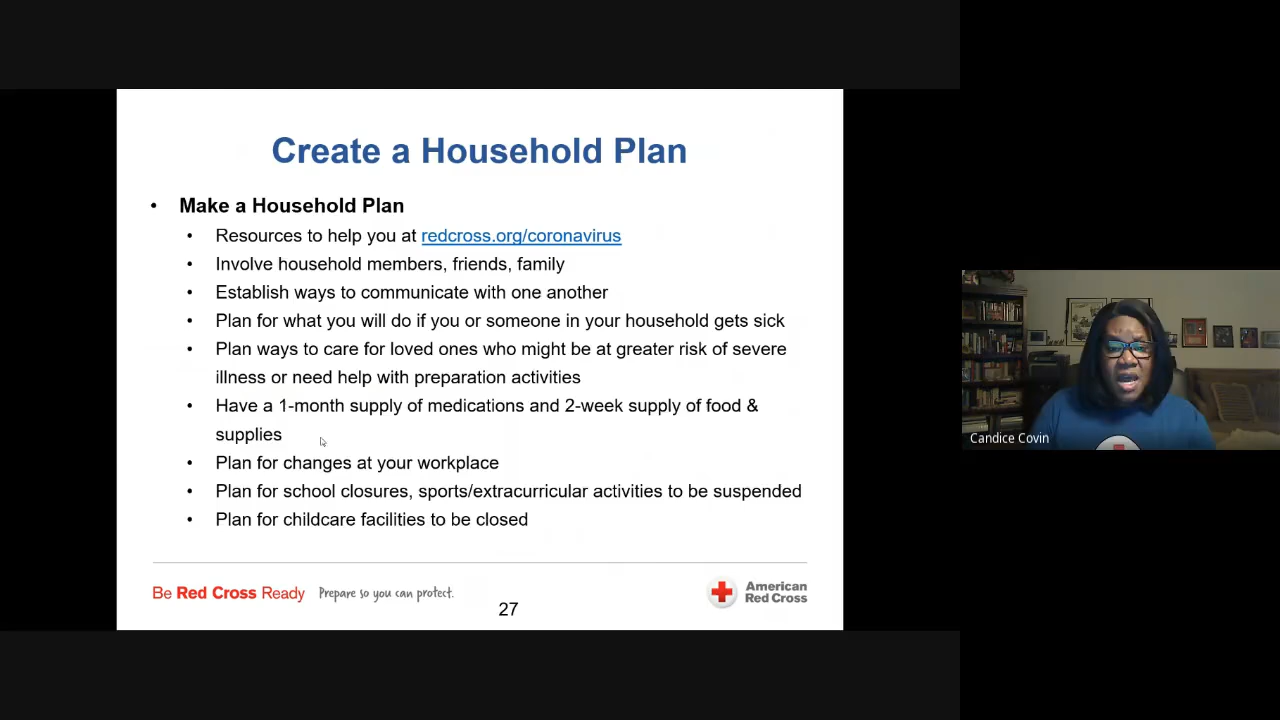 Create a Household Plan
• Make a Household Plan
• Resources to help you at redcross.org/coronavirus
• Involve household members, friends, family
• Establish ways to communicate with one another
• Plan for what you will do if you or someone in your household gets sick
• Plan ways to care for loved ones who might be at greater risk of severe
illness or need help with preparation activities
• Have a 1-month supply of medications and 2-week supply of food &
supplies
• Plan for changes at your workplace
• Plan for school closures, sports/extracurricular activities to be suspended
• Plan for childcare facilities to be closed
Be Red Cross Ready Prepare so you can protect.
27
American
Red Cross
Candice Covin